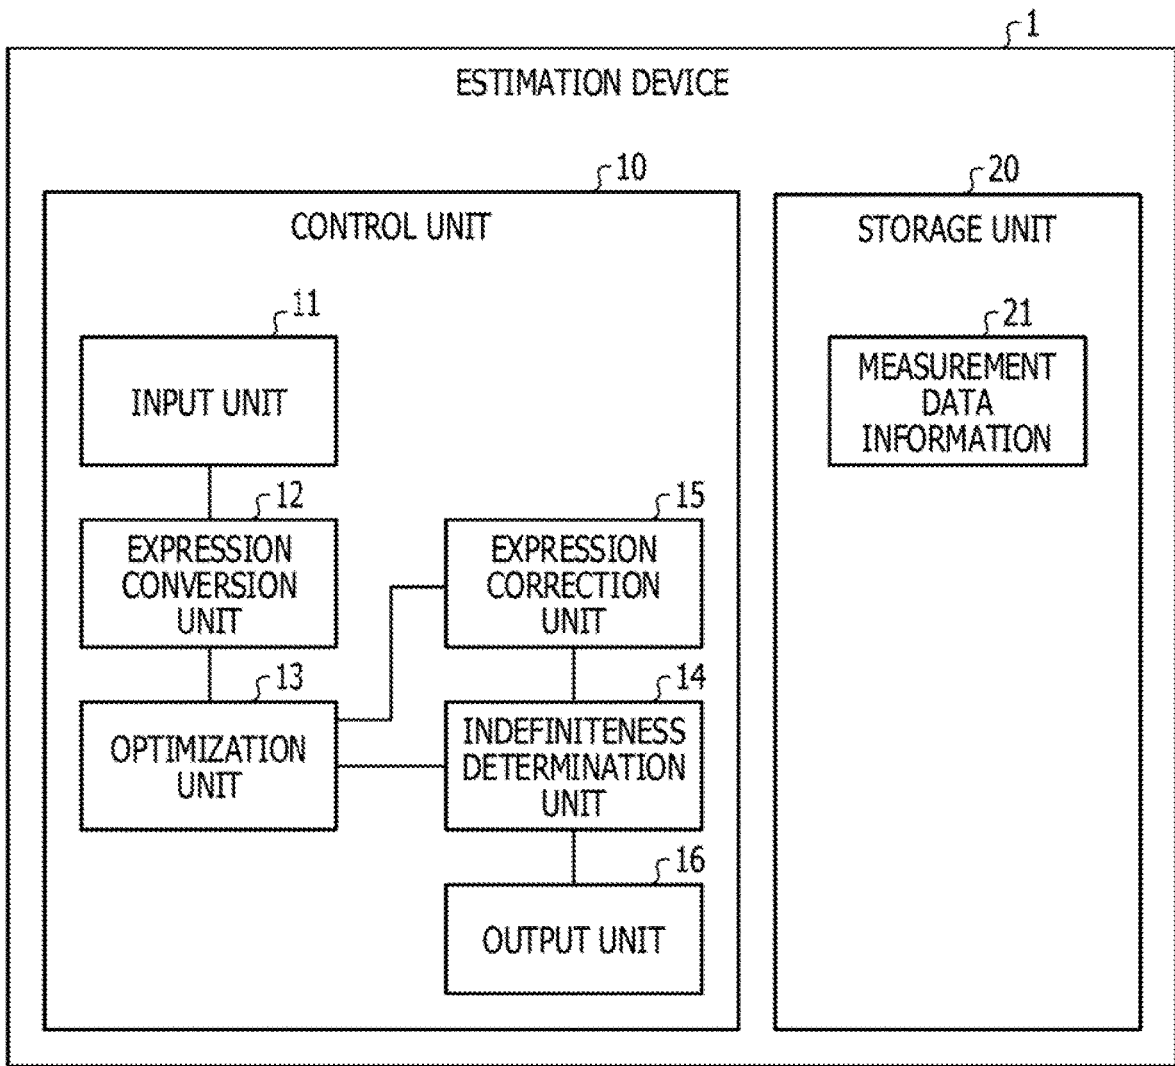 1
ESTIMATION DEVICE
10
CONTROL UNIT
20
STORAGE UNIT
11
INPUT UNIT
21
MEASUREMENT
DATA
INFORMATION
12
EXPRESSION
CONVERSION
UNIT
15
EXPRESSION
CORRECTION
UNIT
13
OPTIMIZATION
UNIT
14
INDEFINITENESS
DETERMINATION
UNIT
16
OUTPUT UNIT